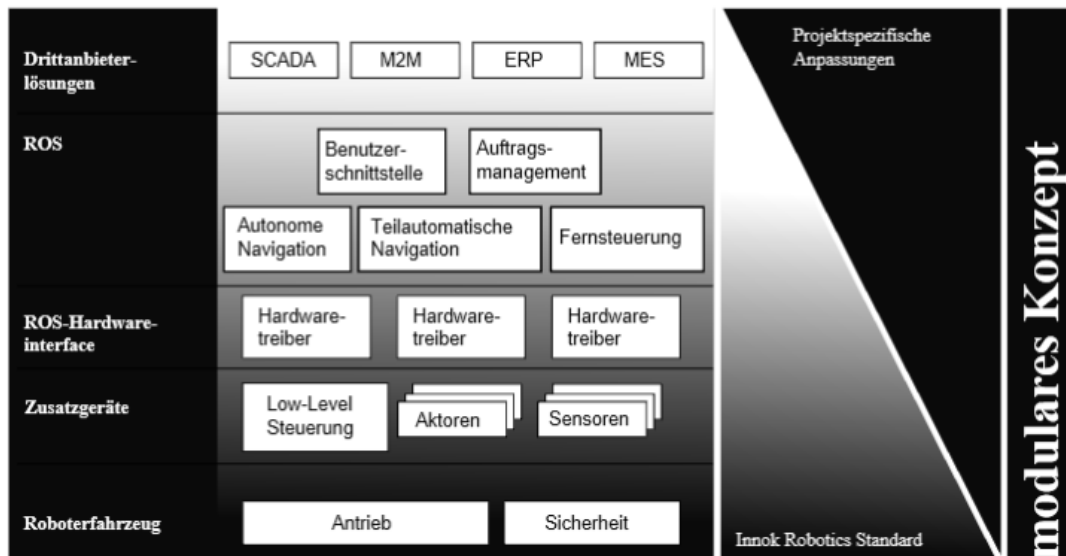 Drittanbieter-
lösungen
SCADA
M2M
ERP
MES
Projektspezifische
Anpassungen
ROS
Benutzer-
schnittstelle
Auftrags-
management
Autonome
Navigation
Teilautomatische
Navigation
Fernsteuerung
ROS-Hardware-
interface
Hardware-
treiber
Hardware-
treiber
Hardware-
treiber
Zusatzgeräte
Low-Level
Steuerung
Aktoren
Sensoren
Roboterfahrzeug
Antrieb
Sicherheit
Innok Robotics Standard
modulares Konzept